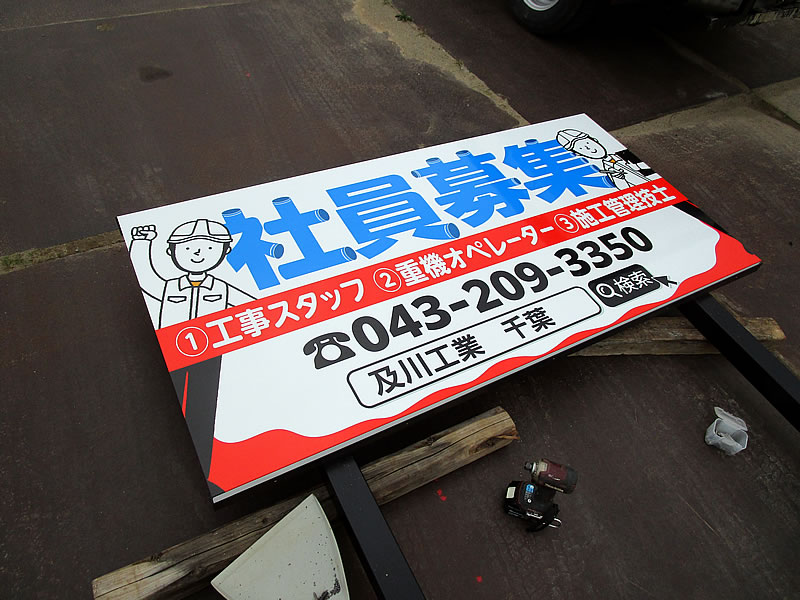 社員募集
①工事スタッフ ②重機オペレーター ③施工管理技士
☎043-209-3350
及川工業 千葉 検索